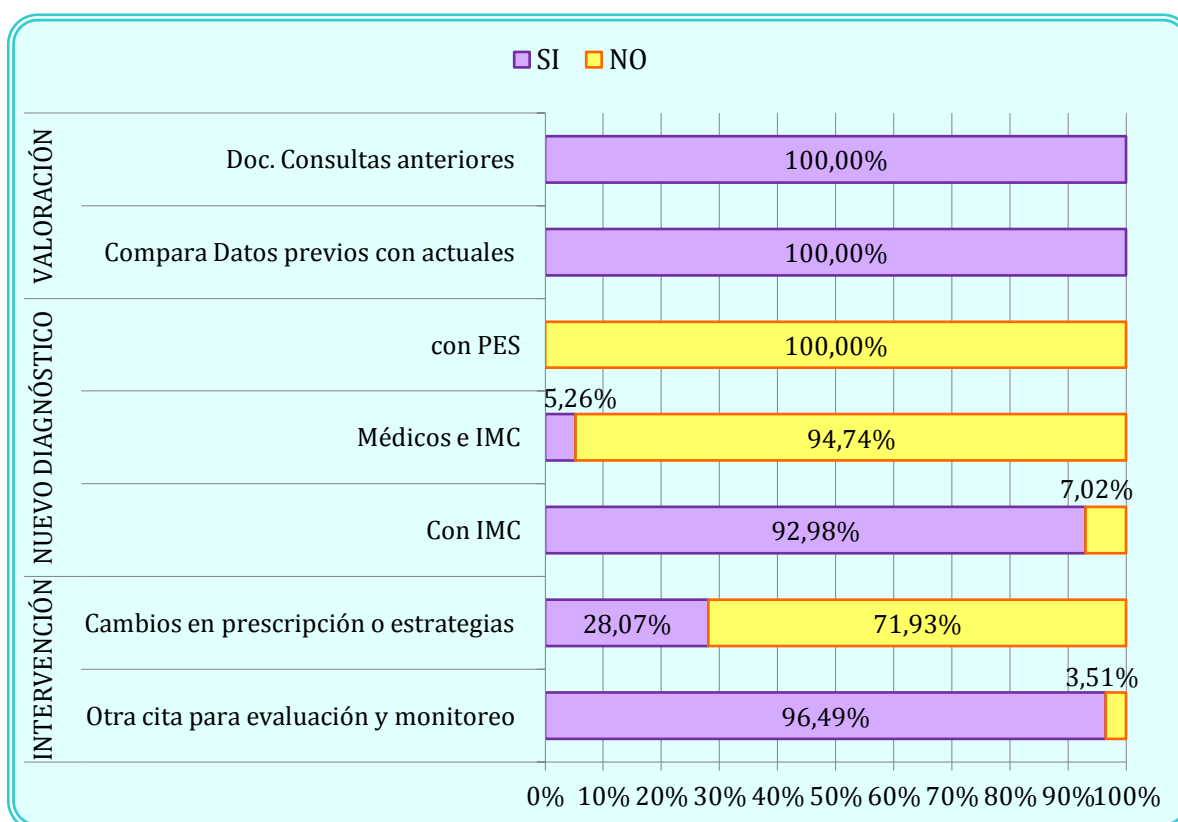 SI NO
VALORACIÓN
Doc. Consultas anteriores
100,00%
Compara Datos previos con actuales
100,00%
NUEVO DIAGNÓSTICO
con PES
100,00%
Médicos e IMC
5,26%
94,74%
Con IMC
92,98%
7,02%
INTERVENCIÓN
Cambios en prescripción o estrategias
28,07%
71,93%
Otra cita para evaluación y monitoreo
96,49%
3,51%
0% 10% 20% 30% 40% 50% 60% 70% 80% 90% 100%